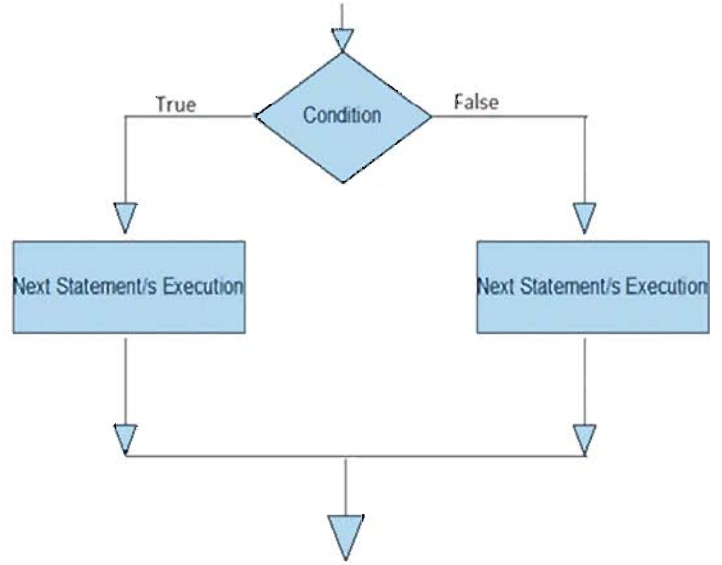 Condition
True
False
Next Statement/s Execution
Next Statement/s Execution